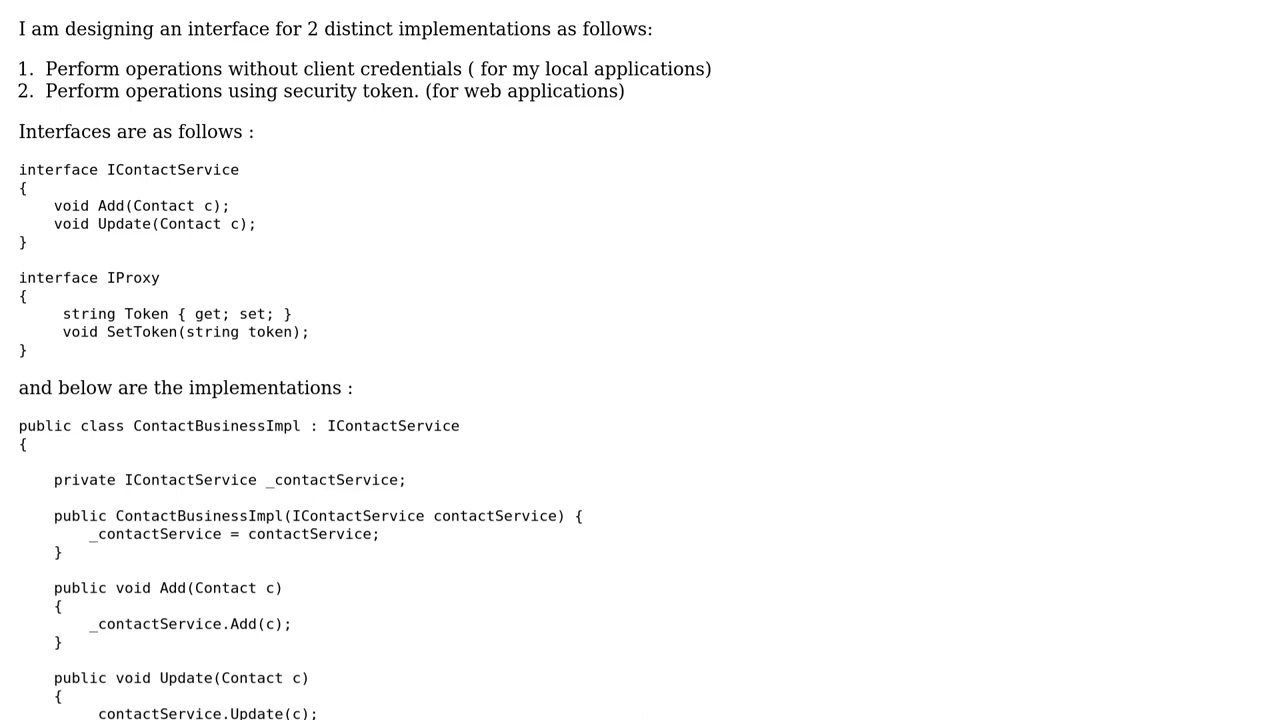 I am designing an interface for 2 distinct implementations as follows:
1. Perform operations without client credentials ( for my local applications)
2. Perform operations using security token. (for web applications)
Interfaces are as follows :
interface IContactService
{
    void Add(Contact c);
    void Update(Contact c);
}
interface IProxy
{
     string Token { get; set; }
     void SetToken(string token);
}
and below are the implementations :
public class ContactBusinessImpl : IContactService
{
    private IContactService _contactService;
    public ContactBusinessImpl(IContactService contactService) {
        _contactService = contactService;
    }
    public void Add(Contact c)
    {
        _contactService.Add(c);
    }
    public void Update(Contact c)
    {
         contactService.Update(c);